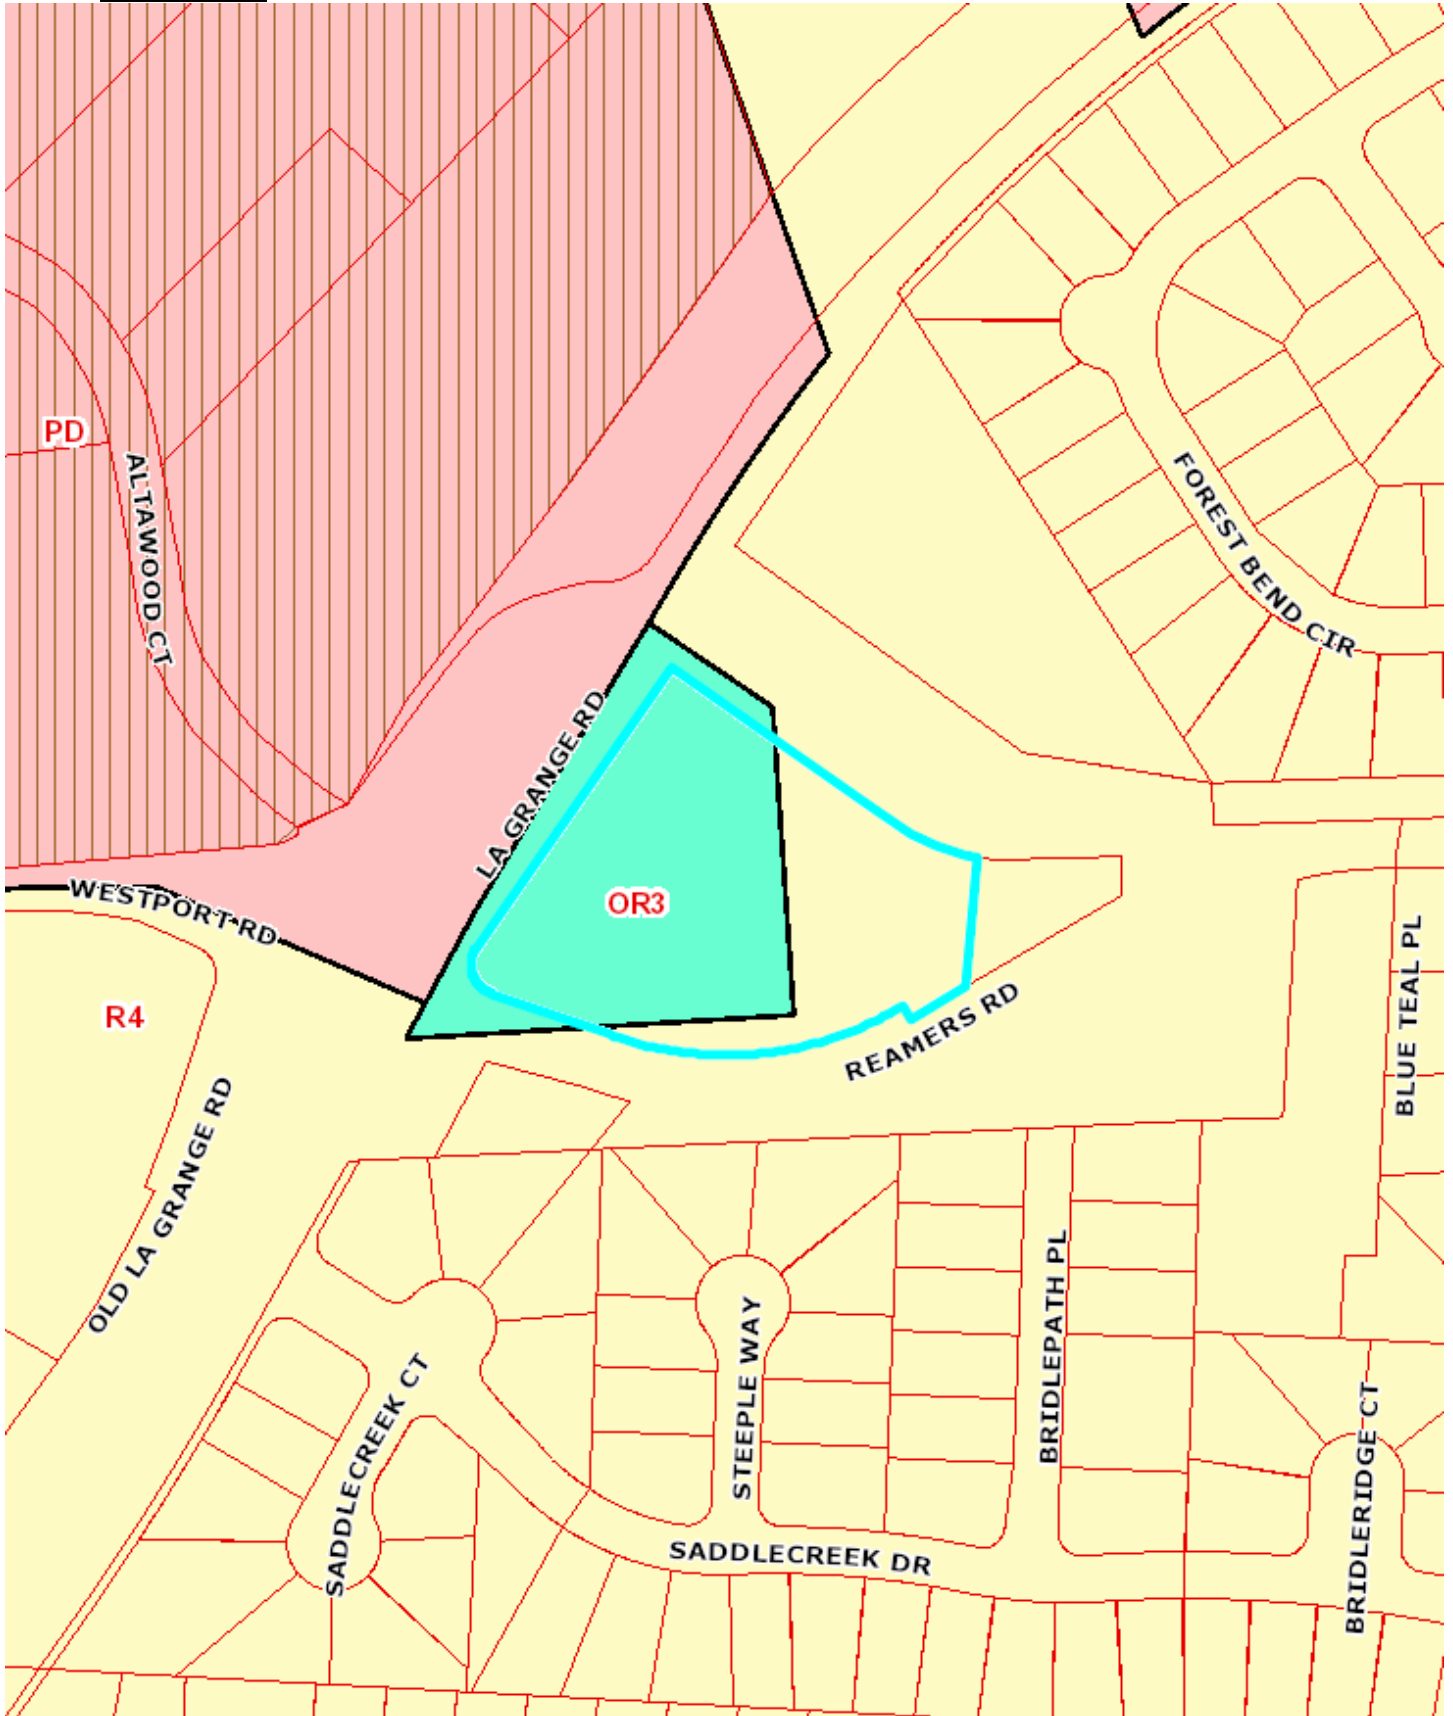 PD
ALTAWOOD CT
FOREST BEND CIR
LA GRANGE RD
WESTPORT RD
OR3
R4
REAMERS RD
BLUE TEAL PL
OLD LA GRANGE RD
SADDLECREEK CT
STEEPLE WAY
BRIDLEPATH PL
BRIDLERIDGE CT
SADDLECREEK DR